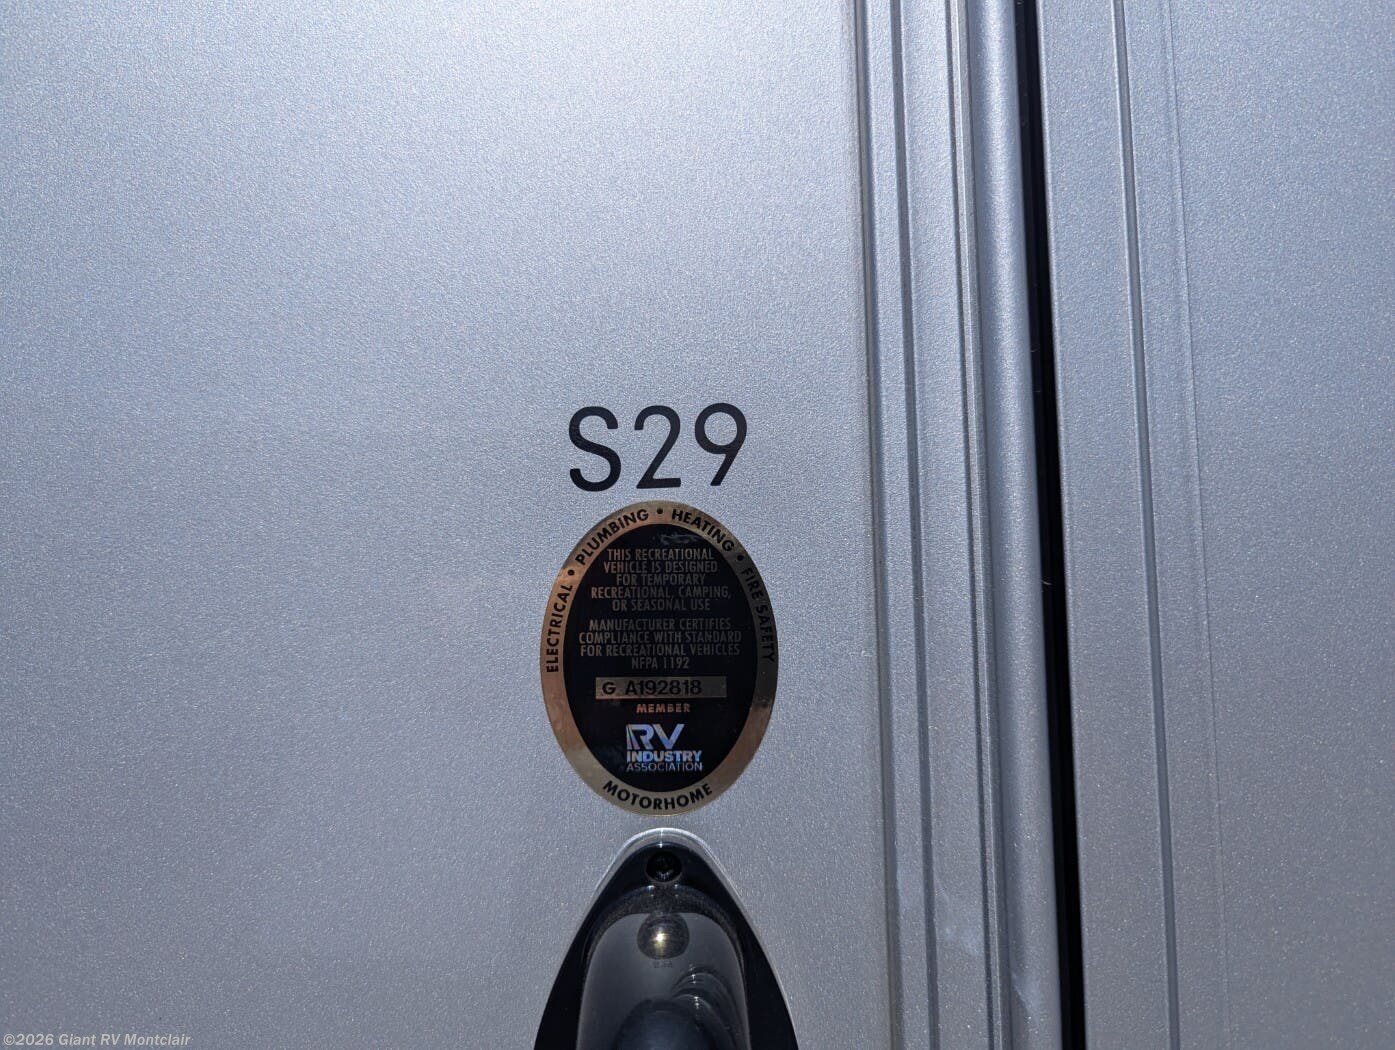 S29
ELECTRICAL • PLUMBING • HEATING • FIRE SAFETY
THIS RECREATIONAL
VEHICLE IS DESIGNED
FOR TEMPORARY
RECREATIONAL, CAMPING,
OR SEASONAL USE
MANUFACTURER CERTIFIES
COMPLIANCE WITH STANDARD
FOR RECREATIONAL VEHICLES
NFPA 1192
G A192818
MEMBER
RV
INDUSTRY
ASSOCIATION
MOTORHOME
©2026 Giant RV Montclair